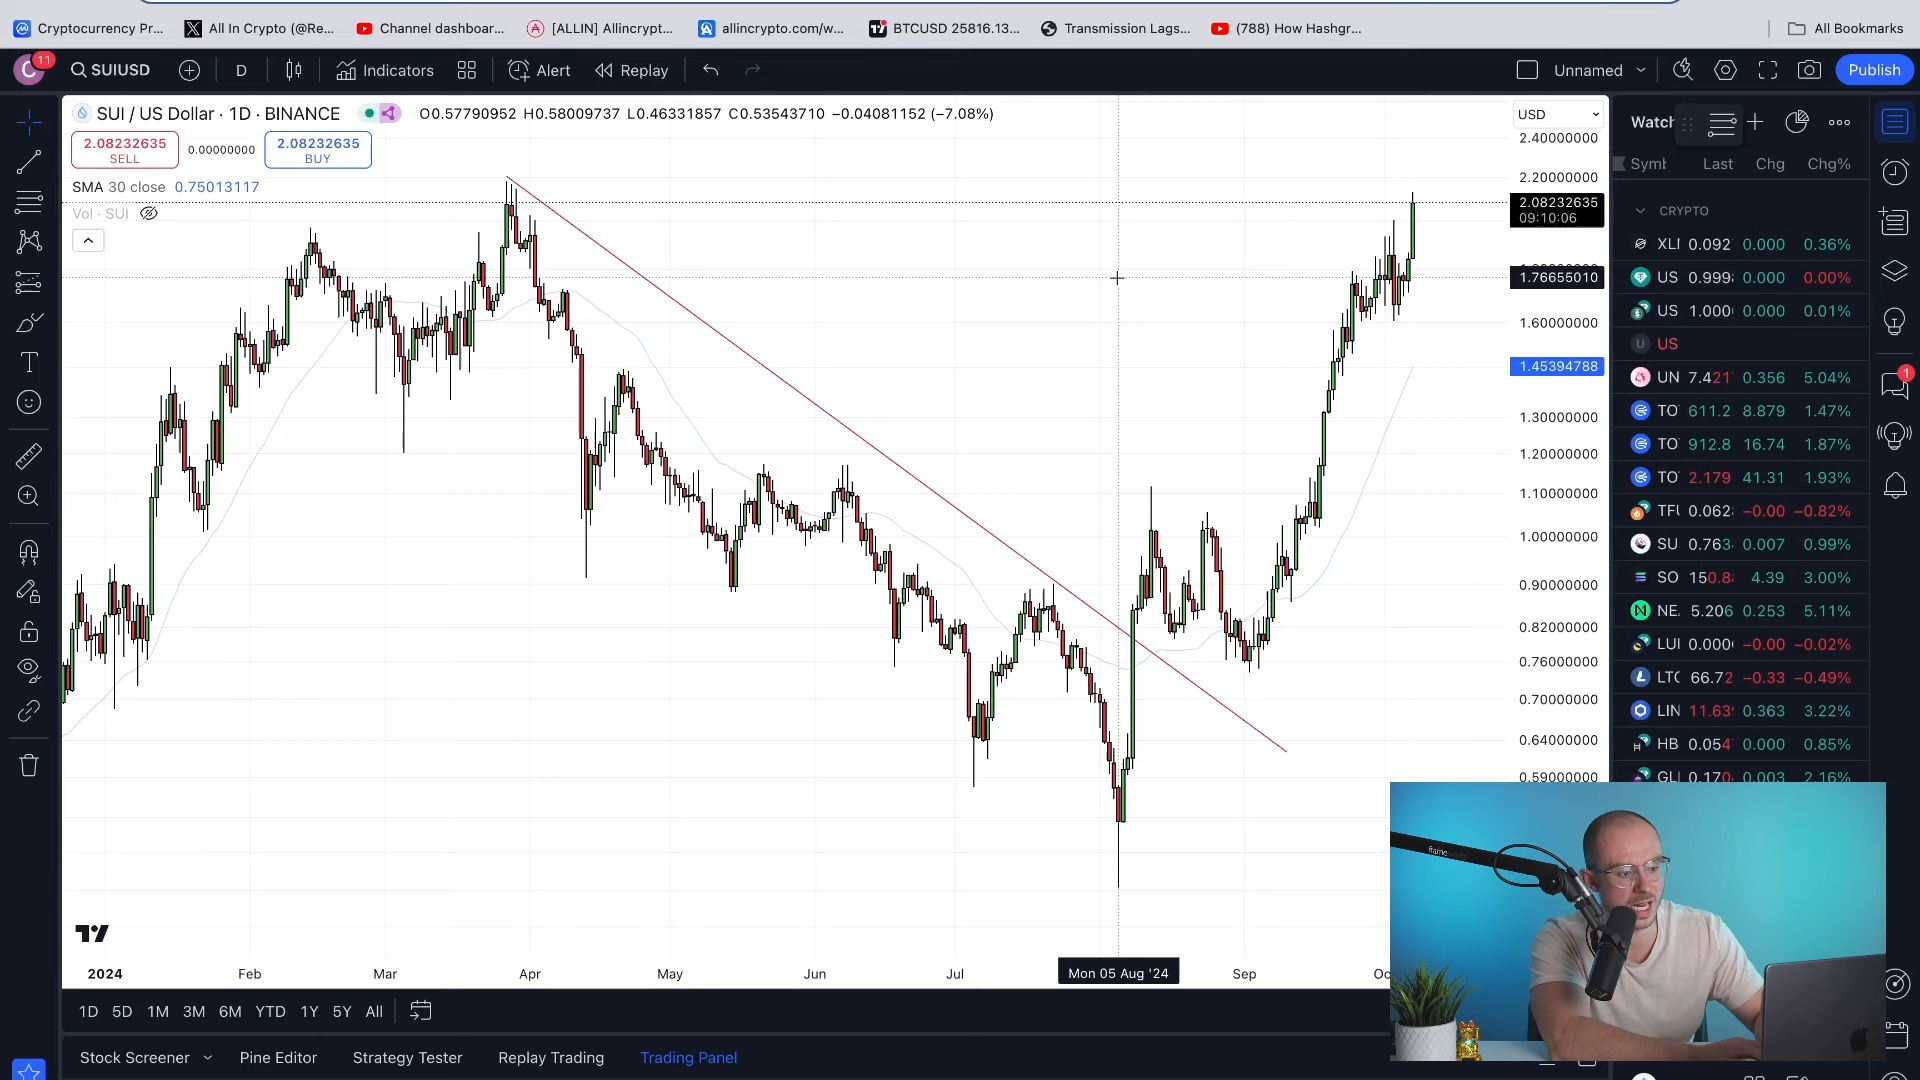 Cryptocurrency Pr... All In Crypto (@Re... Channel dashboar... [ALLIN] Allincrypt... allincrypto.com/w... BTCUSD 25816.13... Transmission Lags... (788) How Hashgr... All Bookmarks
C 11 SUIUSD D Indicators Alert Replay Unnamed Publish
SUI / US Dollar · 1D · BINANCE O0.57790952 H0.58009737 L0.46331857 C0.53543710 −0.04081152 (−7.08%)
2.08232635 SELL 0.00000000 2.08232635 BUY
SMA 30 close 0.75013117
Vol · SUI
USD
2.40000000
2.20000000
2.08232635
09:10:06
1.76655010
1.60000000
1.45394788
1.30000000
1.20000000
1.10000000
1.00000000
0.90000000
0.82000000
0.76000000
0.70000000
0.64000000
0.59000000
2024 Feb Mar Apr May Jun Jul Mon 05 Aug '24 Sep
1D 5D 1M 3M 6M YTD 1Y 5Y All
Stock Screener Pine Editor Strategy Tester Replay Trading Trading Panel
Watch
Last Chg Chg%
CRYPTO
XLM 0.092 0.000 0.36%
US 0.999 0.000 0.00%
US 1.000 0.000 0.01%
U US
UN 7.421 0.356 5.04%
TO 611.2 8.879 1.47%
TO 912.8 16.74 1.87%
TO 2.179 41.31 1.93%
TFU 0.062 −0.00 −0.82%
SU 0.763 0.007 0.99%
SO 150.8 4.39 3.00%
NE 5.206 0.253 5.11%
LUN 0.000 −0.00 −0.02%
LTC 66.72 −0.33 −0.49%
LIN 11.63 0.363 3.22%
HB 0.054 0.000 0.85%
GL 0.170 0.003 2.16%
1